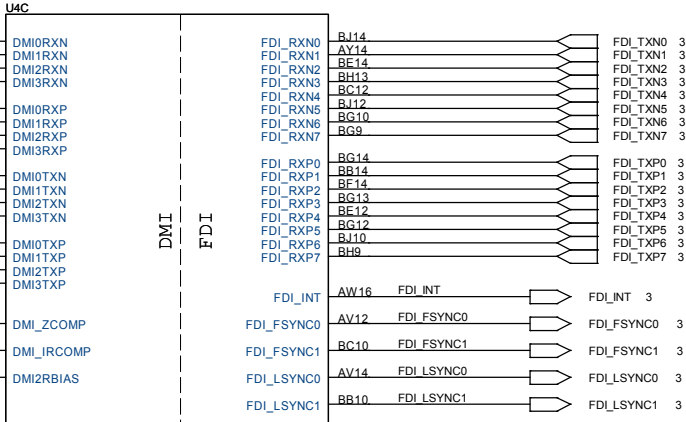 U4C
DMI0RXN FDI_RXN0 BJ14 FDI_TXN0 3
DMI1RXN FDI_RXN1 AY14 FDI_TXN1 3
DMI2RXN FDI_RXN2 BE14 FDI_TXN2 3
DMI3RXN FDI_RXN3 BH13 FDI_TXN3 3
FDI_RXN4 BC12 FDI_TXN4 3
DMI0RXP FDI_RXN5 BJ12 FDI_TXN5 3
DMI1RXP FDI_RXN6 BG10 FDI_TXN6 3
DMI2RXP FDI_RXN7 BG9 FDI_TXN7 3
DMI3RXP
FDI_RXP0 BG14 FDI_TXP0 3
DMI0TXN FDI_RXP1 BB14 FDI_TXP1 3
DMI1TXN FDI_RXP2 BF14 FDI_TXP2 3
DMI2TXN FDI_RXP3 BG13 FDI_TXP3 3
DMI3TXN FDI_RXP4 BE12 FDI_TXP4 3
FDI_RXP5 BG12 FDI_TXP5 3
DMI0TXP FDI_RXP6 BJ10 FDI_TXP6 3
DMI1TXP FDI_RXP7 BH9 FDI_TXP7 3
DMI2TXP
DMI3TXP
DMI
FDI
FDI_INT AW16 FDI_INT FDI_INT 3
DMI_ZCOMP FDI_FSYNC0 AV12 FDI_FSYNC0 FDI_FSYNC0 3
DMI_IRCOMP FDI_FSYNC1 BC10 FDI_FSYNC1 FDI_FSYNC1 3
DMI2RBIAS FDI_LSYNC0 AV14 FDI_LSYNC0 FDI_LSYNC0 3
FDI_LSYNC1 BB10 FDI_LSYNC1 FDI_LSYNC1 3